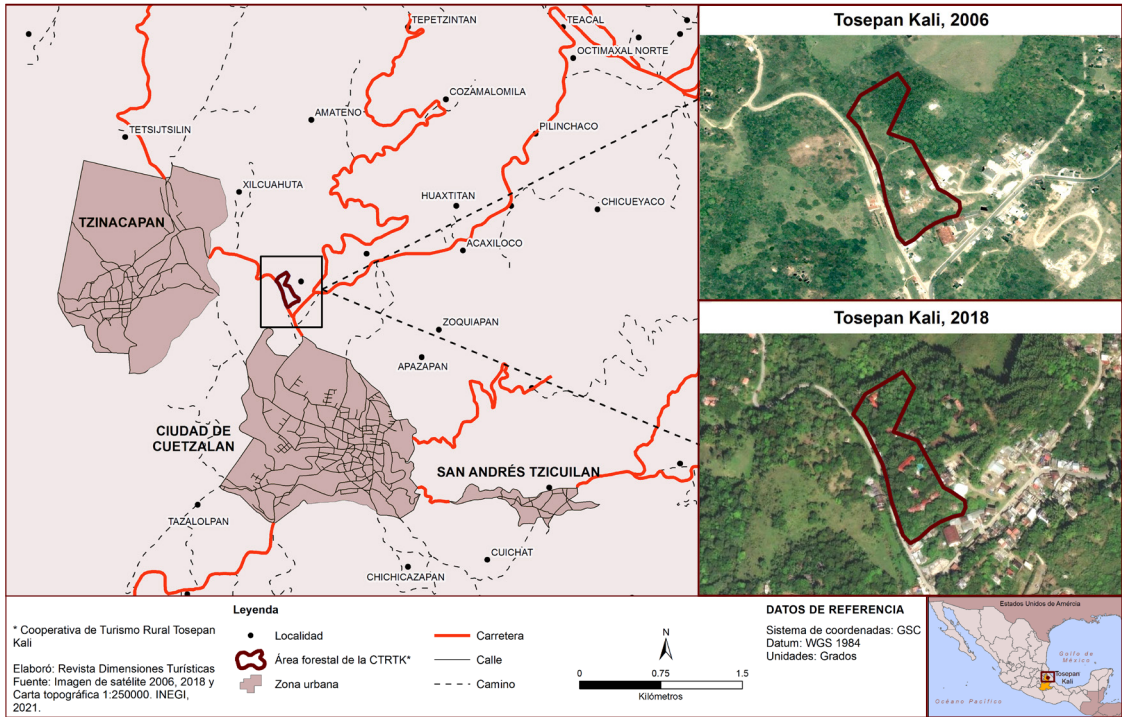 TEPETZINTAN
TEACAL
OCTIMAXAL NORTE
COZAMALOMILA
AMATENO
TETSIJTSILIN
PILINCHACO
XILCUAHUTA
HUAXTITAN
CHICUEYACO
TZINACAPAN
ACAXILOCO
ZOQUIAPAN
APAZAPAN
CIUDAD DE
CUETZALAN
SAN ANDRÉS TZICUILAN
TAZALOLPAN
CUICHAT
CHICHICAZAPAN
Tosepan Kali, 2006
Tosepan Kali, 2018
* Cooperativa de Turismo Rural Tosepan
Kali
Elaboró: Revista Dimensiones Turísticas
Fuente: Imagen de satélite 2006, 2018 y
Carta topográfica 1:250000. INEGI,
2021.
Leyenda
Localidad
Área forestal de la CTRTK*
Zona urbana
Carretera
Calle
Camino
N
0 0.75 1.5
Kilómetros
DATOS DE REFERENCIA
Sistema de coordenadas: GSC
Datum: WGS 1984
Unidades: Grados
Estados Unidos de Amércia
Golfo de
México
Tosepan
Kali
Océano Pacífico